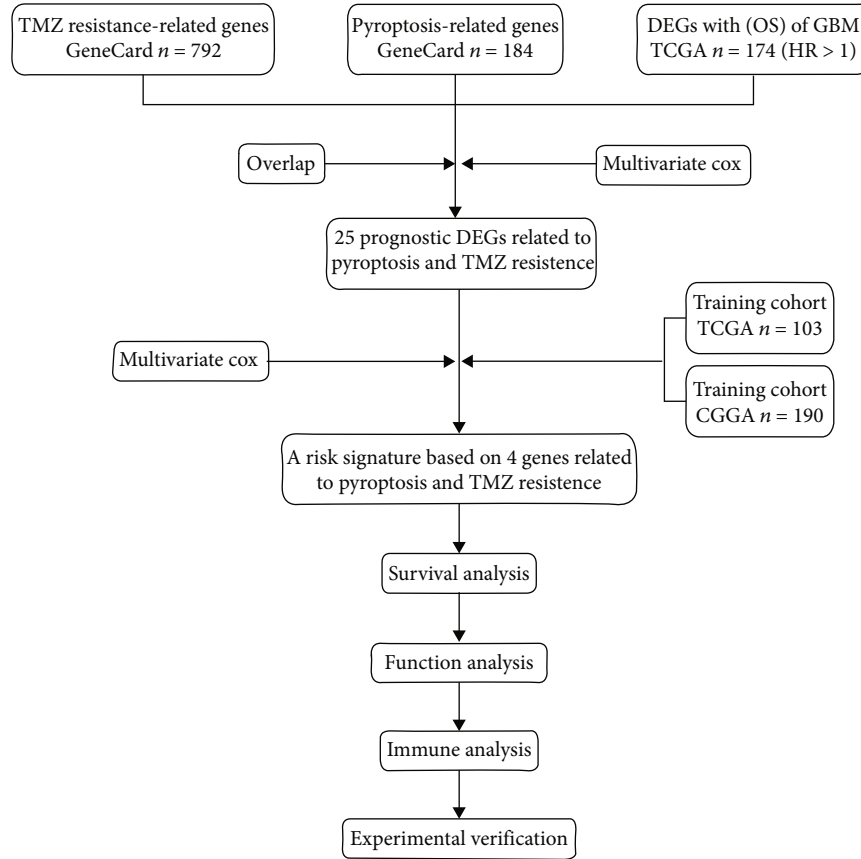 TMZ resistance-related genes
GeneCard n = 792
Pyroptosis-related genes
GeneCard n = 184
DEGs with (OS) of GBM
TCGA n = 174 (HR > 1)
Overlap
Multivariate cox
25 prognostic DEGs related to
pyroptosis and TMZ resistence
Training cohort
TCGA n = 103
Multivariate cox
Training cohort
CGGA n = 190
A risk signature based on 4 genes related
to pyroptosis and TMZ resistence
Survival analysis
Function analysis
Immune analysis
Experimental verification